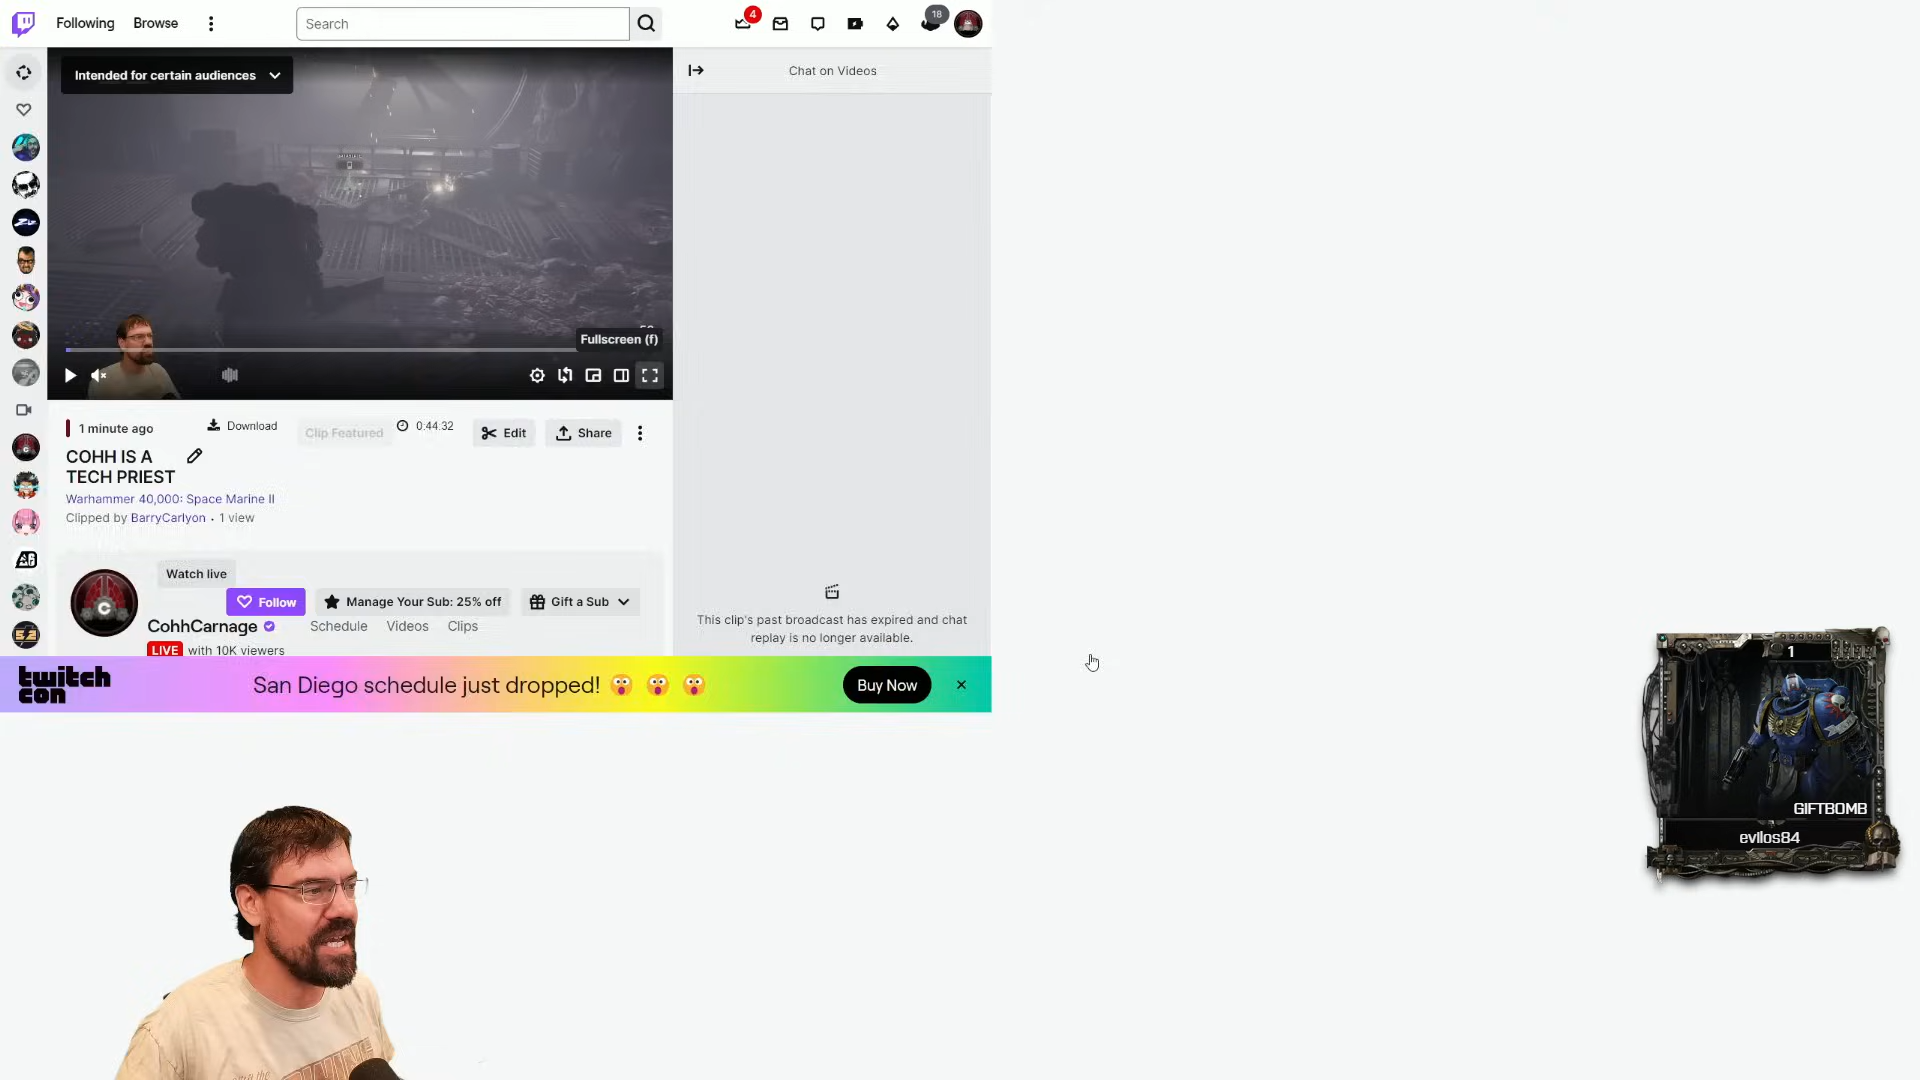 Following
Browse
Search
4
18
Intended for certain audiences
Chat on Videos
Fullscreen (f)
1 minute ago
Download
Clip Featured
0:44:32
Edit
Share
COHH IS A
TECH PRIEST
Warhammer 40,000: Space Marine II
Clipped by BarryCarlyon • 1 view
Watch live
Follow
Manage Your Sub: 25% off
Gift a Sub
CohhCarnage
Schedule
Videos
Clips
LIVE with 10K viewers
This clip's past broadcast has expired and chat
replay is no longer available.
twitch
con
San Diego schedule just dropped!
Buy Now
1
GIFTBOMB
evilos84